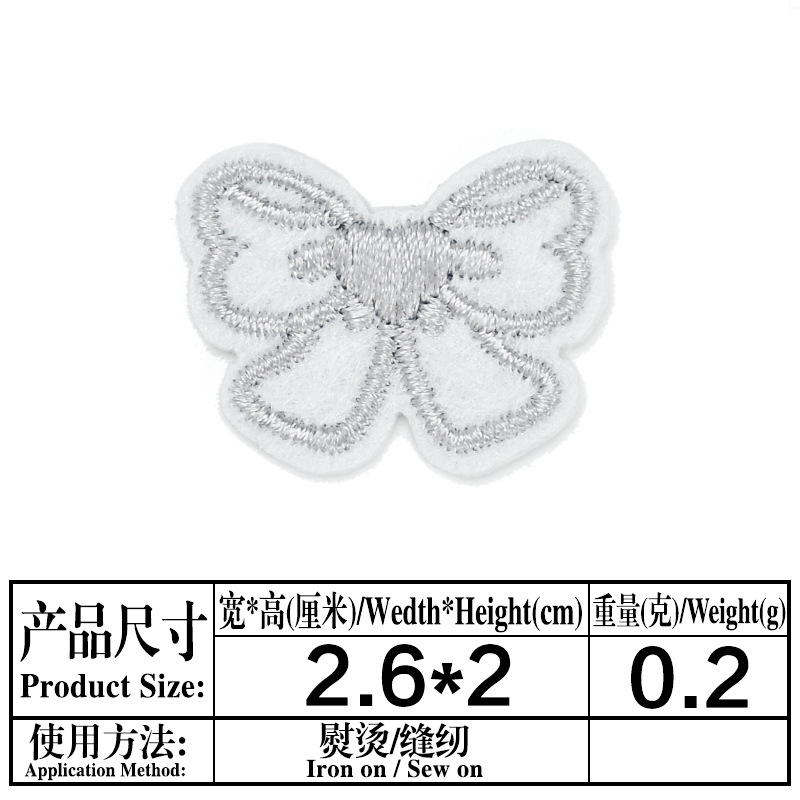 产品尺寸
Product Size:
宽*高(厘米)/Wedth*Height(cm)
重量(克)/Weight(g)
2.6*2
0.2
使用方法:
Application Method:
熨烫/缝纫
Iron on / Sew on